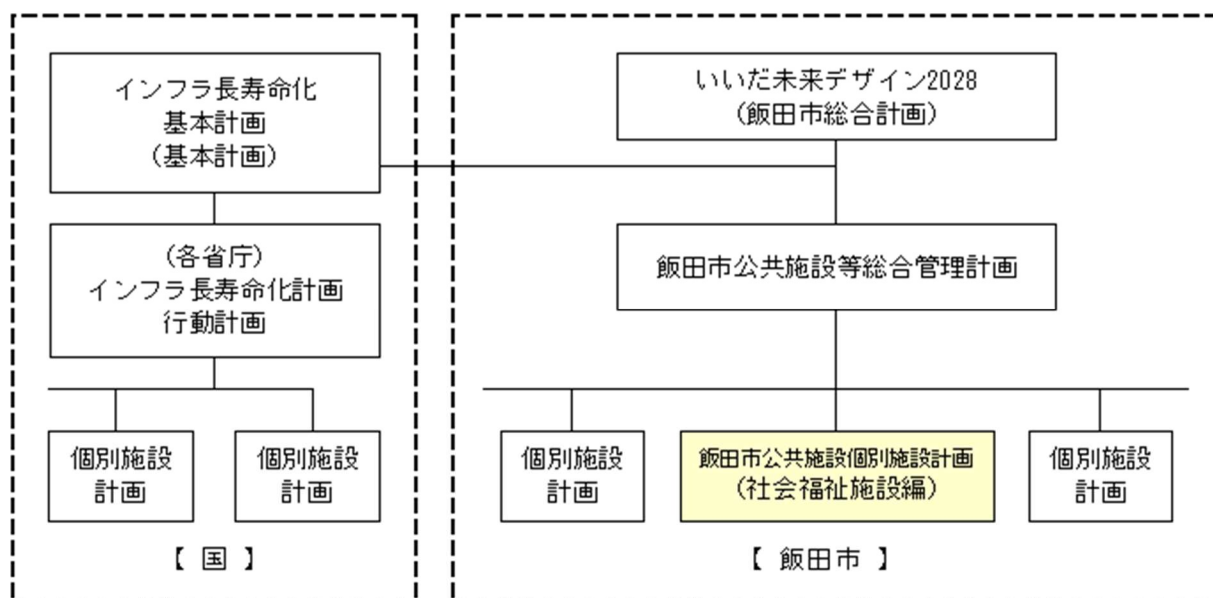 インフラ長寿命化
基本計画
(基本計画)
(各省庁)
インフラ長寿命化計画
行動計画
個別施設
計画
個別施設
計画
【 国 】
いいだ未来デザイン2028
(飯田市総合計画)
飯田市公共施設等総合管理計画
個別施設
計画
飯田市公共施設個別施設計画
(社会福祉施設編)
個別施設
計画
【 飯田市 】